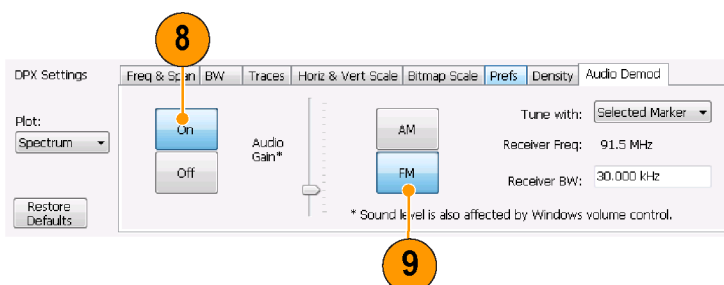 8
DPX Settings Freq & Span BW Traces Horiz & Vert Scale Bitmap Scale Prefs Density Audio Demod
Plot:
Spectrum
On
Off
Audio
Gain*
AM
FM
Tune with: Selected Marker
Receiver Freq: 91.5 MHz
Receiver BW: 30.000 kHz
Restore
Defaults
* Sound level is also affected by Windows volume control.
9